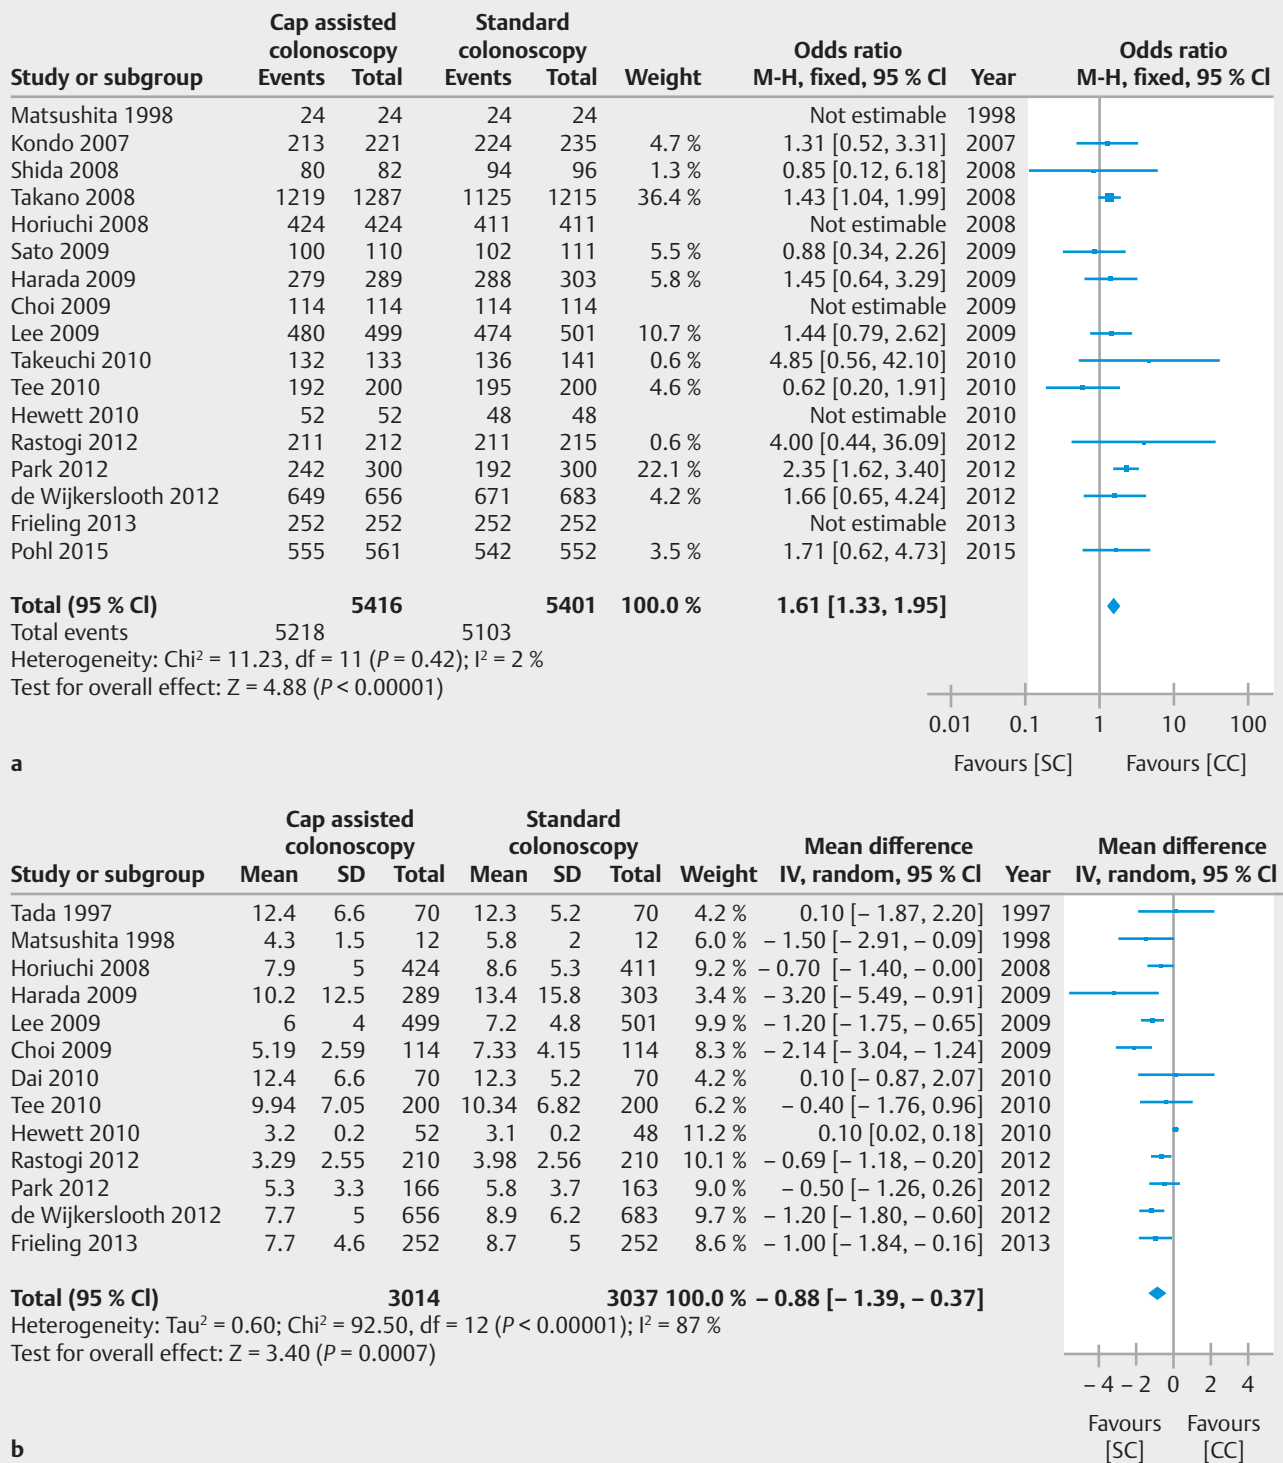 Cap assisted Standard
colonoscopy colonoscopy Odds ratio Odds ratio
Study or subgroup Events Total Events Total Weight M-H, fixed, 95 % Cl Year M-H, fixed, 95 % Cl
Matsushita 1998 24 24 24 24 Not estimable 1998
Kondo 2007 213 221 224 235 4.7 % 1.31 [0.52, 3.31] 2007
Shida 2008 80 82 94 96 1.3 % 0.85 [0.12, 6.18] 2008
Takano 2008 1219 1287 1125 1215 36.4 % 1.43 [1.04, 1.99] 2008
Horiuchi 2008 424 424 411 411 Not estimable 2008
Sato 2009 100 110 102 111 5.5 % 0.88 [0.34, 2.26] 2009
Harada 2009 279 289 288 303 5.8 % 1.45 [0.64, 3.29] 2009
Choi 2009 114 114 114 114 Not estimable 2009
Lee 2009 480 499 474 501 10.7 % 1.44 [0.79, 2.62] 2009
Takeuchi 2010 132 133 136 141 0.6 % 4.85 [0.56, 42.10] 2010
Tee 2010 192 200 195 200 4.6 % 0.62 [0.20, 1.91] 2010
Hewett 2010 52 52 48 48 Not estimable 2010
Rastogi 2012 211 212 211 215 0.6 % 4.00 [0.44, 36.09] 2012
Park 2012 242 300 192 300 22.1 % 2.35 [1.62, 3.40] 2012
de Wijkerslooth 2012 649 656 671 683 4.2 % 1.66 [0.65, 4.24] 2012
Frieling 2013 252 252 252 252 Not estimable 2013
Pohl 2015 555 561 542 552 3.5 % 1.71 [0.62, 4.73] 2015
Total (95 % Cl) 5416 5401 100.0 % 1.61 [1.33, 1.95]
Total events 5218 5103
Heterogeneity: Chi² = 11.23, df = 11 (P = 0.42); I² = 2 %
Test for overall effect: Z = 4.88 (P < 0.00001)
0.01 0.1 1 10 100
Favours [SC] Favours [CC]
a
Cap assisted Standard
colonoscopy colonoscopy Mean difference Mean difference
Study or subgroup Mean SD Total Mean SD Total Weight IV, random, 95 % Cl Year IV, random, 95 % Cl
Tada 1997 12.4 6.6 70 12.3 5.2 70 4.2 % 0.10 [– 1.87, 2.20] 1997
Matsushita 1998 4.3 1.5 12 5.8 2 12 6.0 % – 1.50 [– 2.91, – 0.09] 1998
Horiuchi 2008 7.9 5 424 8.6 5.3 411 9.2 % – 0.70 [– 1.40, – 0.00] 2008
Harada 2009 10.2 12.5 289 13.4 15.8 303 3.4 % – 3.20 [– 5.49, – 0.91] 2009
Lee 2009 6 4 499 7.2 4.8 501 9.9 % – 1.20 [– 1.75, – 0.65] 2009
Choi 2009 5.19 2.59 114 7.33 4.15 114 8.3 % – 2.14 [– 3.04, – 1.24] 2009
Dai 2010 12.4 6.6 70 12.3 5.2 70 4.2 % 0.10 [– 0.87, 2.07] 2010
Tee 2010 9.94 7.05 200 10.34 6.82 200 6.2 % – 0.40 [– 1.76, 0.96] 2010
Hewett 2010 3.2 0.2 52 3.1 0.2 48 11.2 % 0.10 [0.02, 0.18] 2010
Rastogi 2012 3.29 2.55 210 3.98 2.56 210 10.1 % – 0.69 [– 1.18, – 0.20] 2012
Park 2012 5.3 3.3 166 5.8 3.7 163 9.0 % – 0.50 [– 1.26, 0.26] 2012
de Wijkerslooth 2012 7.7 5 656 8.9 6.2 683 9.7 % – 1.20 [– 1.80, – 0.60] 2012
Frieling 2013 7.7 4.6 252 8.7 5 252 8.6 % – 1.00 [– 1.84, – 0.16] 2013
Total (95 % Cl) 3014 3037 100.0 % – 0.88 [– 1.39, – 0.37]
Heterogeneity: Tau² = 0.60; Chi² = 92.50, df = 12 (P < 0.00001); I² = 87 %
Test for overall effect: Z = 3.40 (P = 0.0007)
– 4 – 2 0 2 4
Favours Favours
[SC] [CC]
b